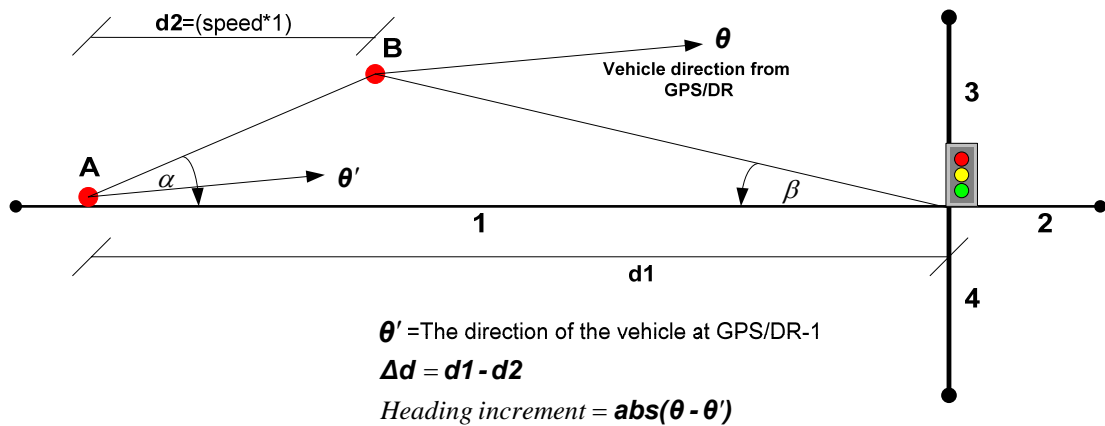 d2=(speed*1)
B
θ
Vehicle direction from
GPS/DR
3
A
α
θ′
β
1
2
d1
4
θ′ =The direction of the vehicle at GPS/DR-1
Δd = d1 - d2
Heading increment = abs(θ - θ′)